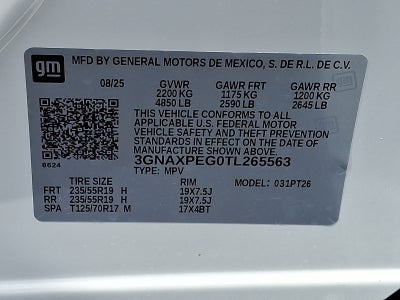 gm MFD BY GENERAL MOTORS DE MEXICO, S. DE R.L. DE C.V.
08/25 GVWR GAWR FRT GAWR RR
2200 KG 1175 KG 1200 KG
4850 LB 2590 LB 2645 LB
THIS VEHICLE CONFORMS TO ALL
APPLICABLE U.S. FEDERAL MOTOR
VEHICLE SAFETY AND THEFT PREVENTION
STANDARDS IN EFFECT ON THE DATE OF
MANUFACTURE SHOWN ABOVE.
8624 3GNAXPEG0TL265563
TYPE: MPV
TIRE SIZE RIM MODEL: 031PT26
FRT 235/55R19 H 19X7.5J
RR 235/55R19 H 19X7.5J
SPA T125/70R17 M 17X4BT